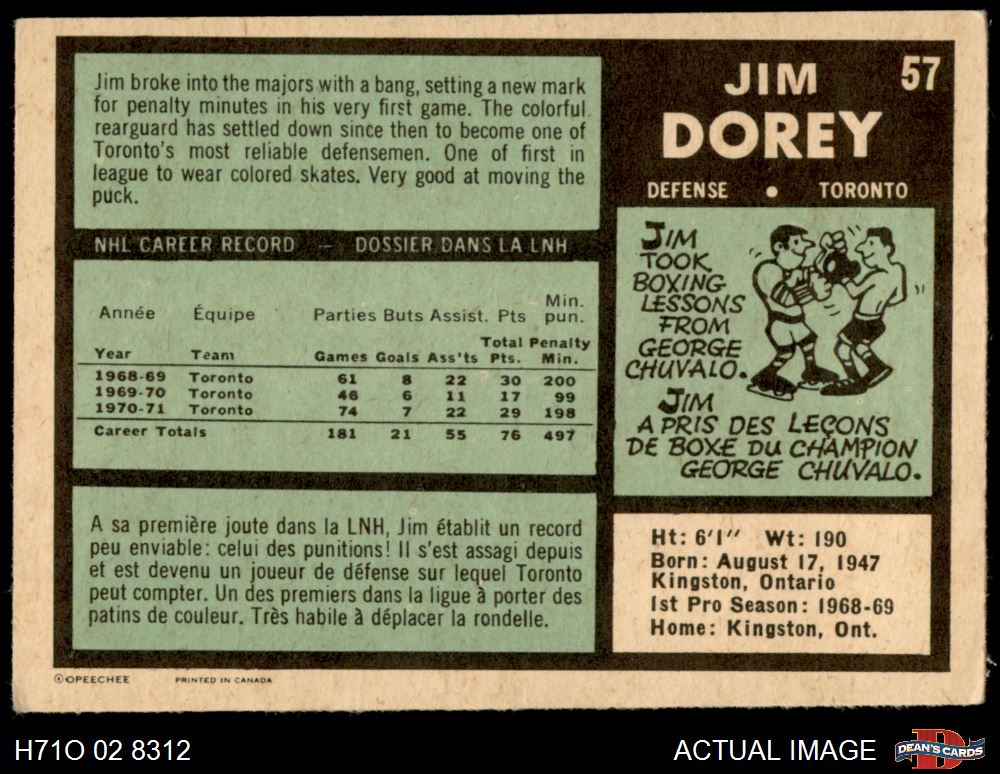 Jim broke into the majors with a bang, setting a new mark
for penalty minutes in his very first game. The colorful
rearguard has settled down since then to become one of
Toronto's most reliable defensemen. One of first in
league to wear colored skates. Very good at moving the
puck.
57
JIM
DOREY
DEFENSE • TORONTO
NHL CAREER RECORD — DOSSIER DANS LA LNH
Année Équipe Parties Buts Assist. Pts Min. pun.
Year Team Games Goals Ass'ts Total Pts. Penalty Min.
1968-69 Toronto 61 8 22 30 200
1969-70 Toronto 46 6 11 17 99
1970-71 Toronto 74 7 22 29 198
Career Totals 181 21 55 76 497
JIM
TOOK
BOXING
LESSONS
FROM
GEORGE
CHUVALO.
JIM
A PRIS DES LEÇONS
DE BOXE DU CHAMPION
GEORGE CHUVALO.
A sa première joute dans la LNH, Jim établit un record
peu enviable: celui des punitions! Il s'est assagi depuis
et est devenu un joueur de défense sur lequel Toronto
peut compter. Un des premiers dans la ligue à porter des
patins de couleur. Très habile à déplacer la rondelle.
Ht: 6'1" Wt: 190
Born: August 17, 1947
Kingston, Ontario
1st Pro Season: 1968-69
Home: Kingston, Ont.
©OPEECHEE PRINTED IN CANADA
H71O 02 8312
ACTUAL IMAGE
DEAN'S CARDS